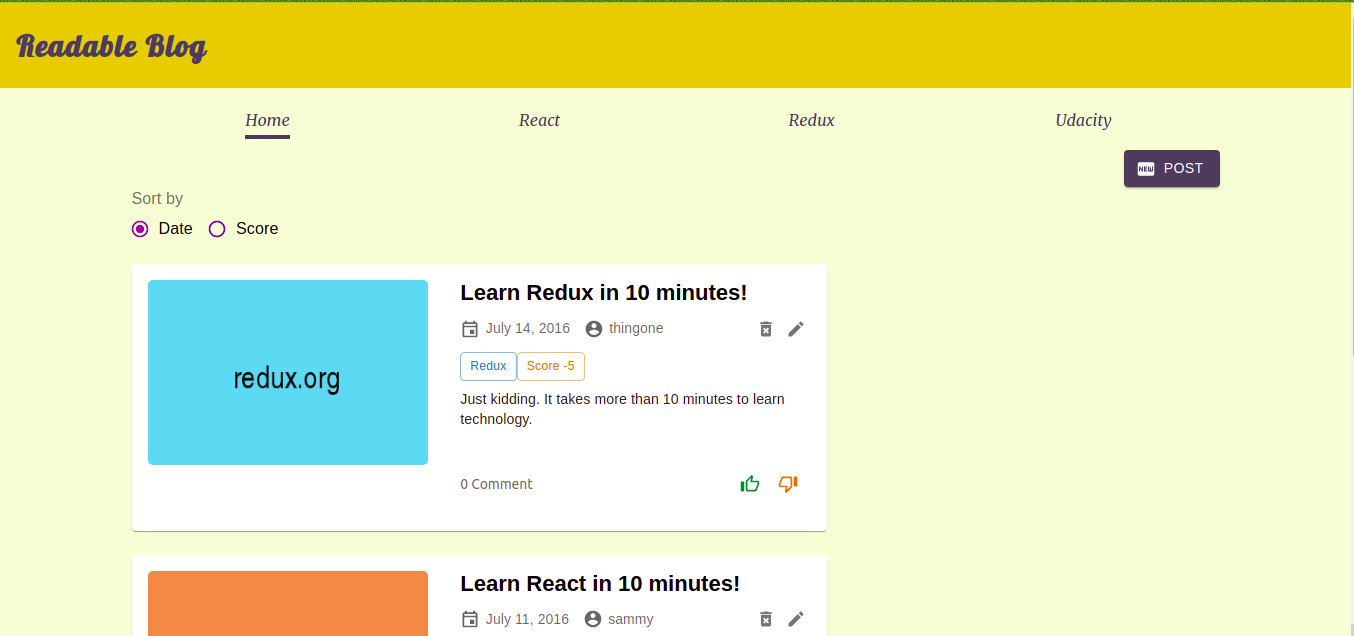 Readable Blog
Home React Redux Udacity
NEW POST
Sort by
Date Score
redux.org
Learn Redux in 10 minutes!
July 14, 2016 thingone
Redux Score -5
Just kidding. It takes more than 10 minutes to learn
technology.
0 Comment
Learn React in 10 minutes!
July 11, 2016 sammy